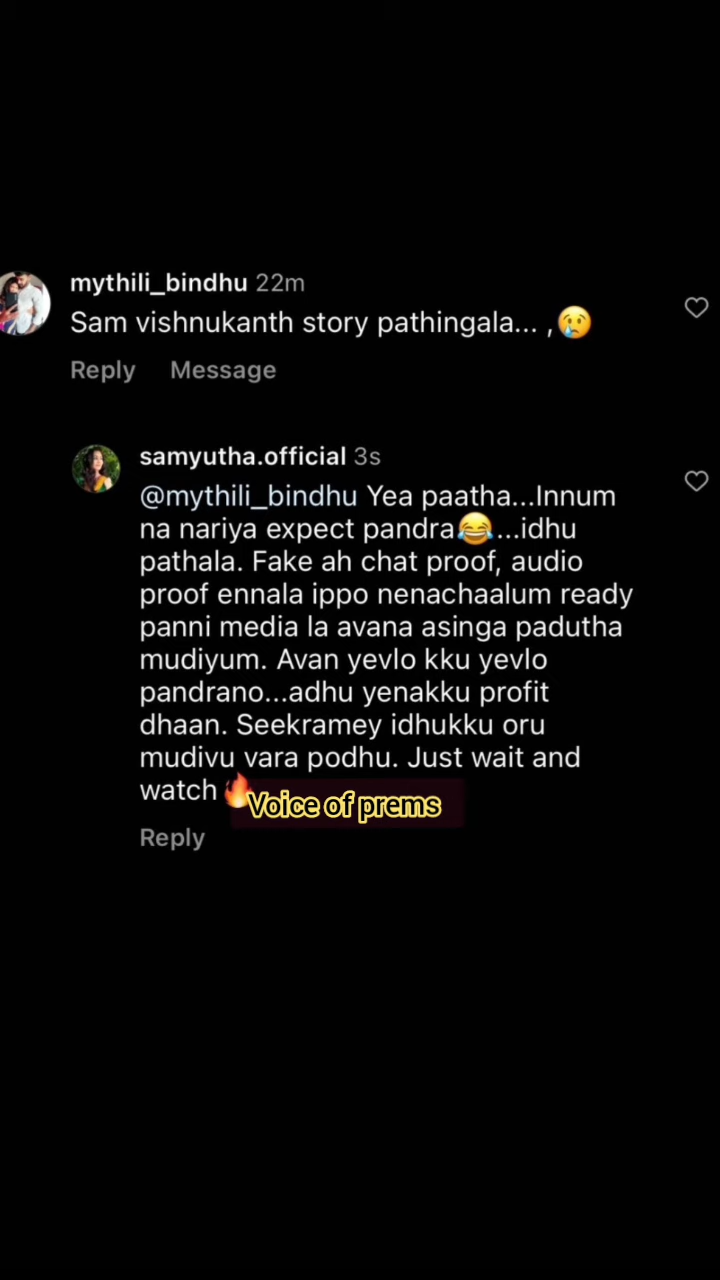 mythili_bindhu 22m
Sam vishnukanth story pathingala... ,😢
Reply Message
samyutha.official 3s
@mythili_bindhu Yea paatha...Innum
na nariya expect pandra😂...idhu
pathala. Fake ah chat proof, audio
proof ennala ippo nenachaalum ready
panni media la avana asinga padutha
mudiyum. Avan yevlo kku yevlo
pandrano...adhu yenakku profit
dhaan. Seekramey idhukku oru
mudivu vara podhu. Just wait and
watch🔥
Voice of prems
Reply